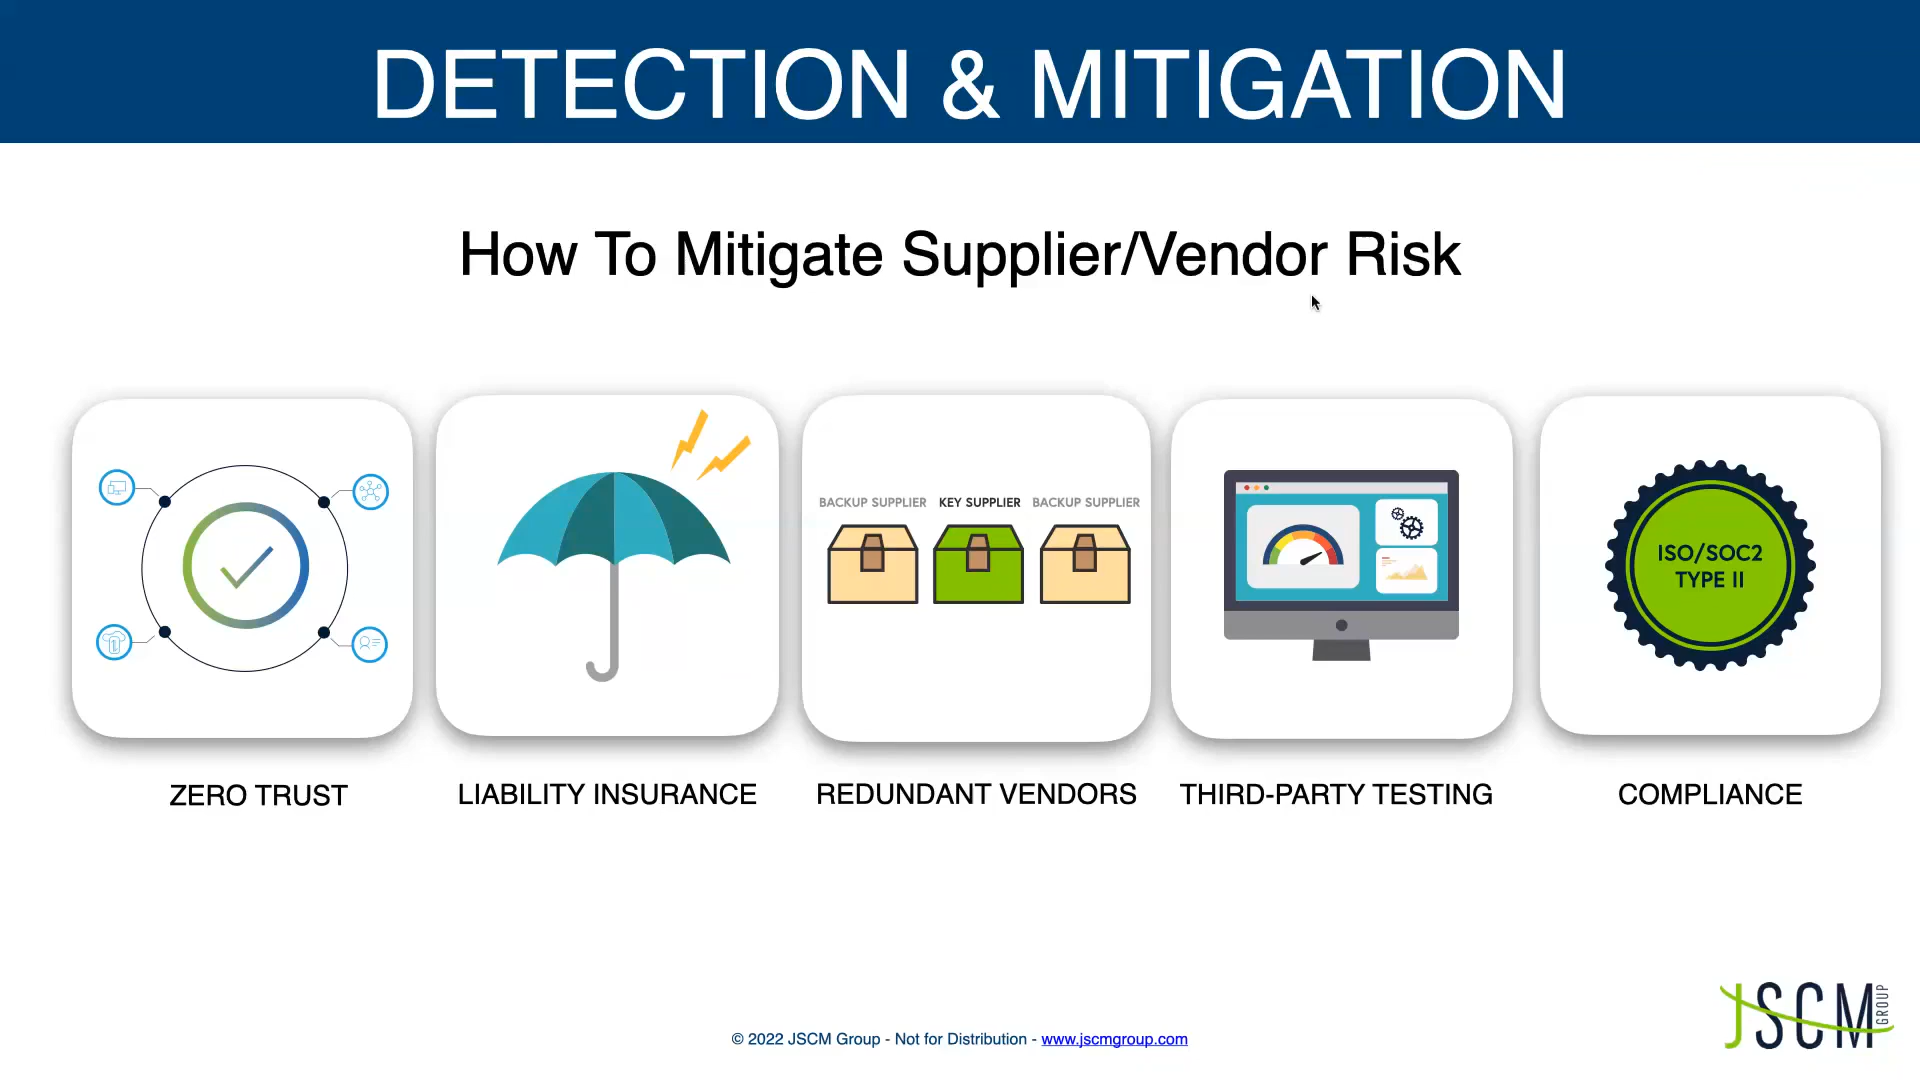 DETECTION & MITIGATION
How To Mitigate Supplier/Vendor Risk
BACKUP SUPPLIER KEY SUPPLIER BACKUP SUPPLIER
ISO/SOC2
TYPE II
ZERO TRUST
LIABILITY INSURANCE
REDUNDANT VENDORS
THIRD-PARTY TESTING
COMPLIANCE
© 2022 JSCM Group - Not for Distribution - www.jscmgroup.com
JSCM GROUP